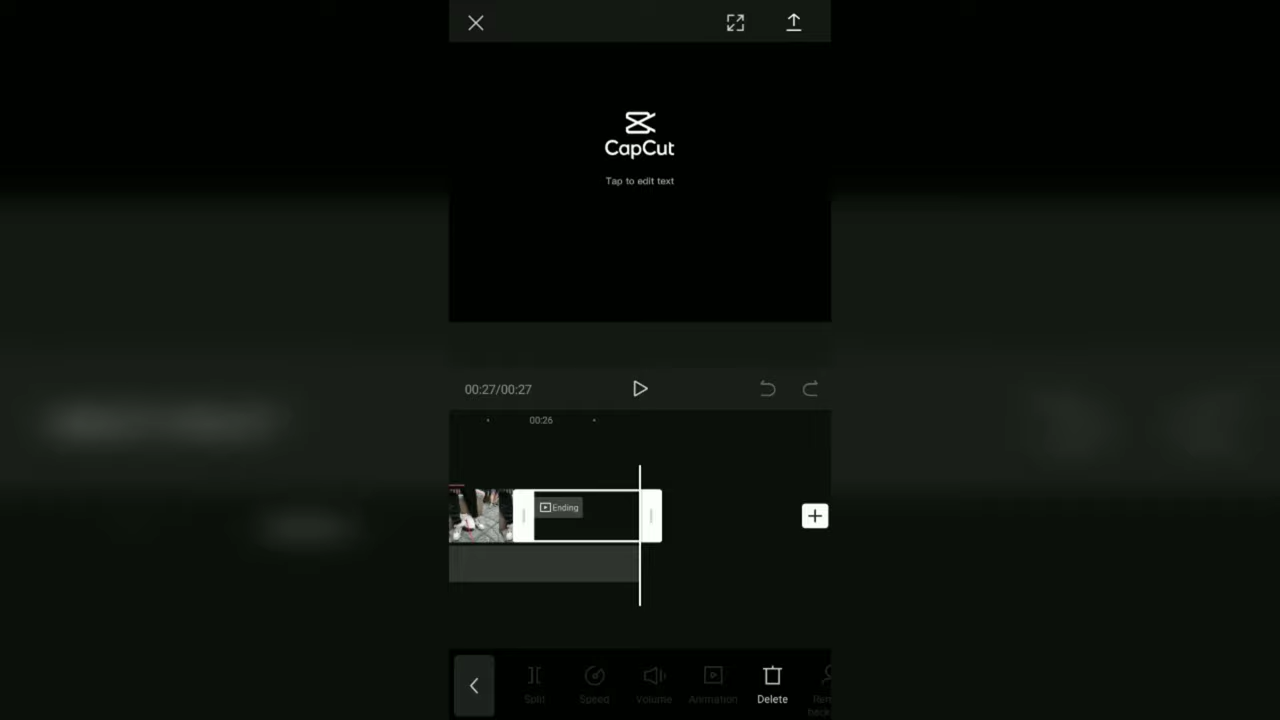 CapCut
Tap to edit text
00:27/00:27
00:26
Ending
Split
Speed
Volume
Animation
Delete